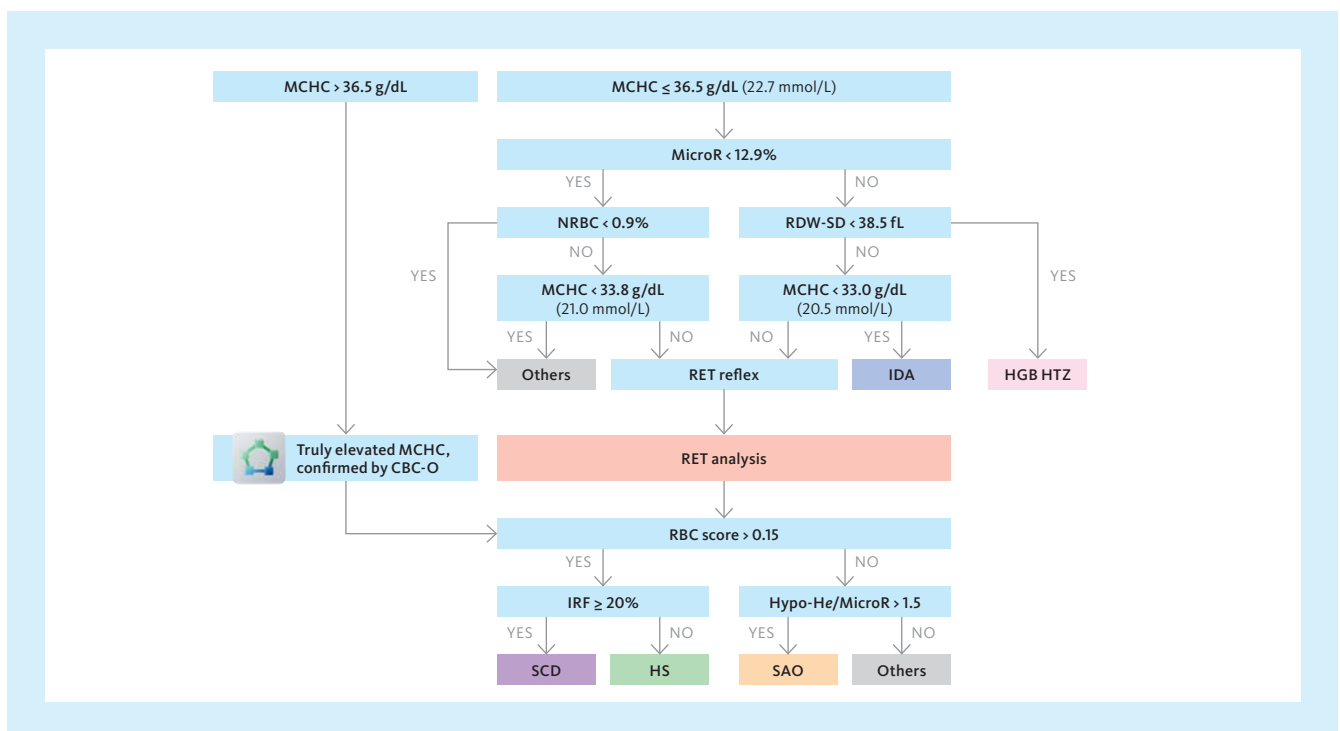 MCHC > 36.5 g/dL
MCHC ≤ 36.5 g/dL (22.7 mmol/L)
MicroR < 12.9%
YES
NO
NRBC < 0.9%
RDW-SD < 38.5 fL
NO
NO
YES
YES
MCHC < 33.8 g/dL
(21.0 mmol/L)
MCHC < 33.0 g/dL
(20.5 mmol/L)
YES
NO
NO
YES
Others
RET reflex
IDA
HGB HTZ
Truly elevated MCHC,
confirmed by CBC-O
RET analysis
RBC score > 0.15
YES
NO
IRF ≥ 20%
Hypo-He/MicroR > 1.5
YES
NO
YES
NO
SCD
HS
SAO
Others